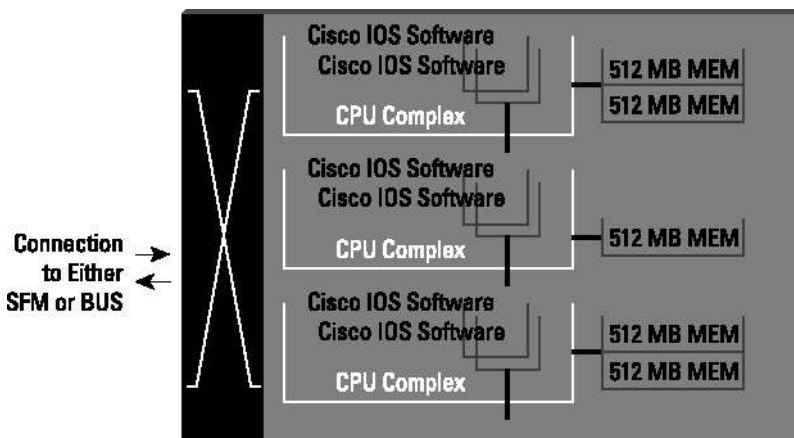 Cisco IOS Software
Cisco IOS Software
CPU Complex
512 MB MEM
512 MB MEM
Cisco IOS Software
Cisco IOS Software
CPU Complex
512 MB MEM
Connection
to Either
SFM or BUS
Cisco IOS Software
Cisco IOS Software
CPU Complex
512 MB MEM
512 MB MEM